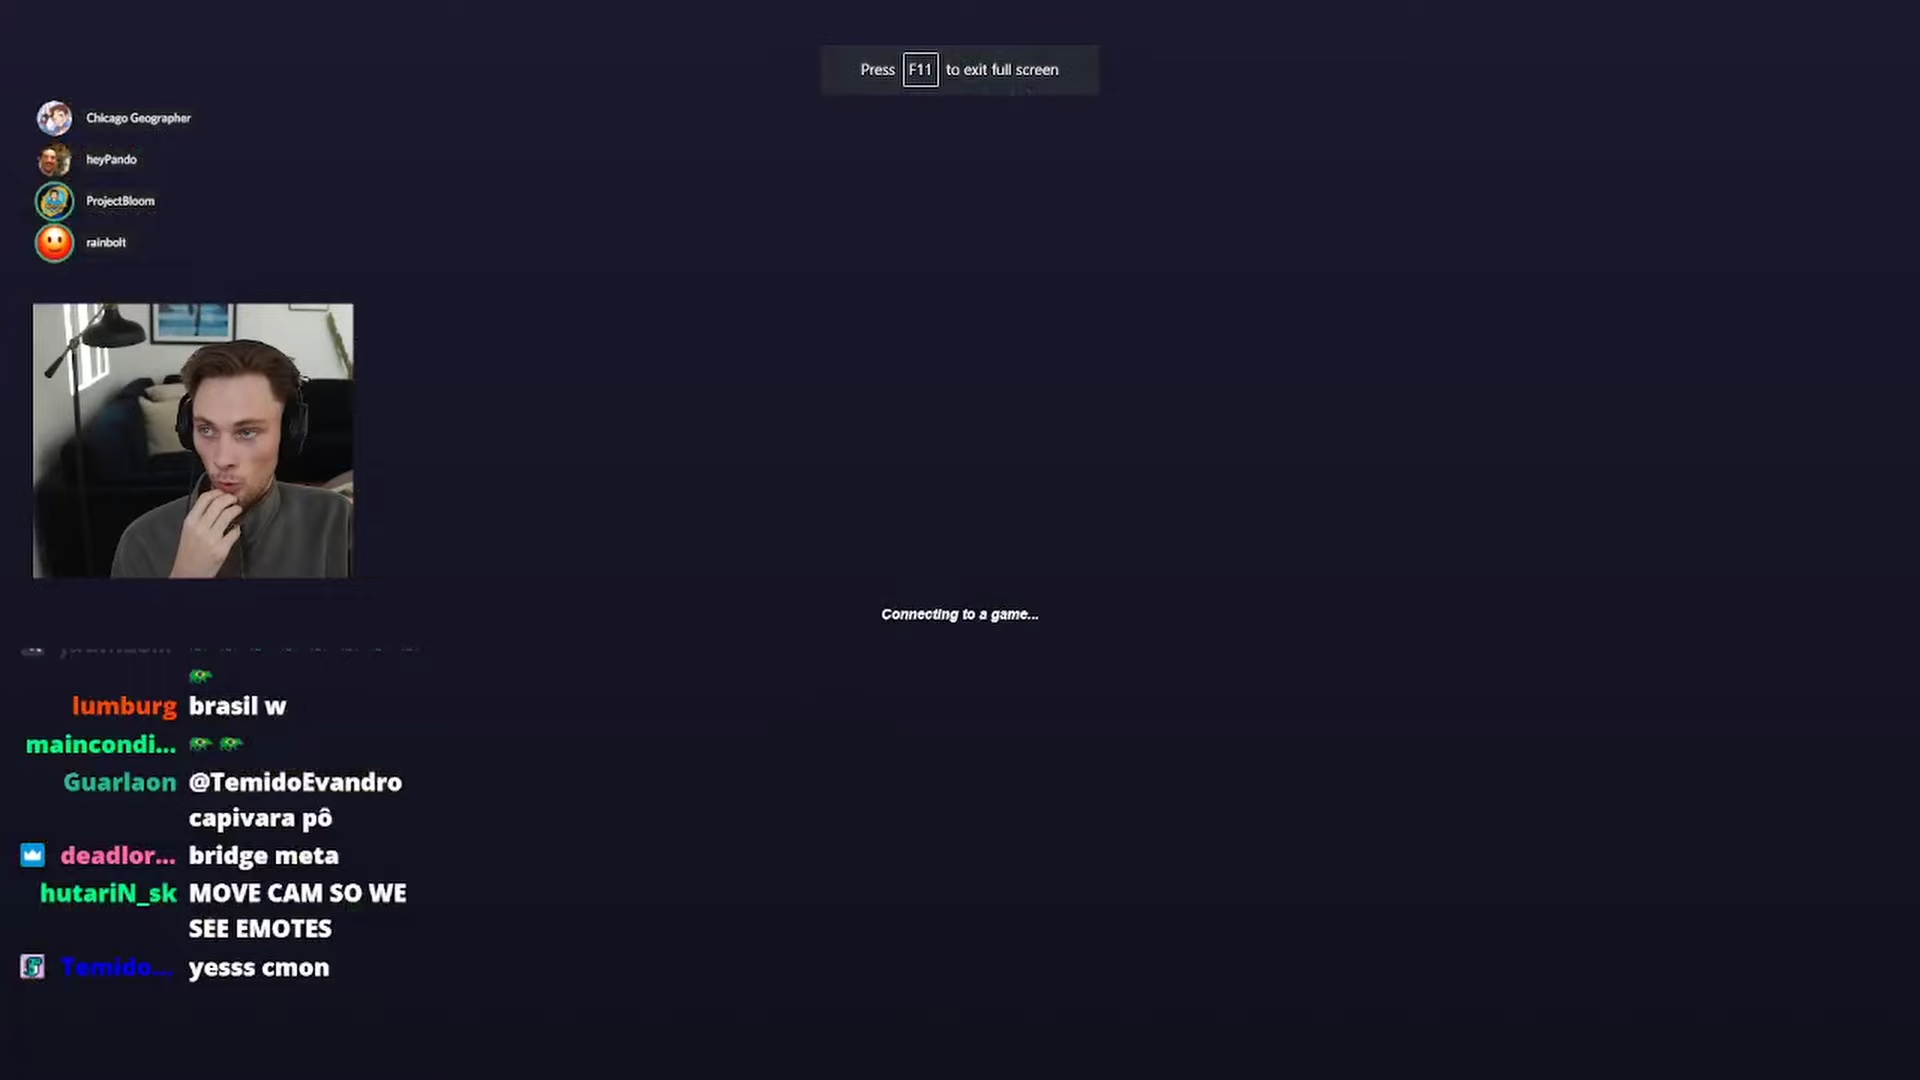 Press F11 to exit full screen
Chicago Geographer
heyPando
ProjectBloom
rainbolt
Connecting to a game...
lumburg brasil w
maincondi...
Guarlaon @TemidoEvandro
capivara pô
deadlor... bridge meta
hutariN_sk MOVE CAM SO WE
SEE EMOTES
Temido... yesss cmon